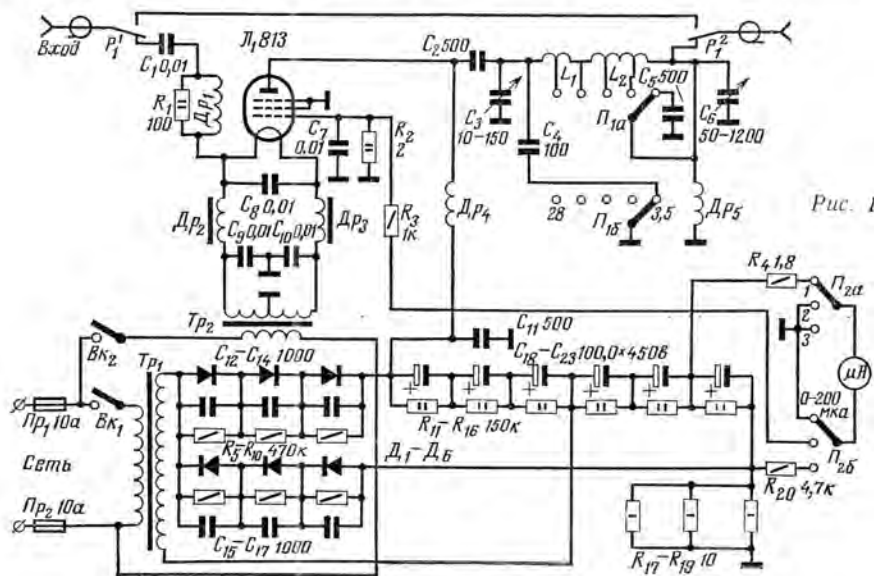 Вход
P₁¹
C₁ 0,01
R₁
100
Др₁
Л₁ 813
C₇
0,01
R₂
2
C₂ 500
C₃
10-150
L₁
L₂
C₄
100
C₅ 500
П₁а
C₆
50-1200
P₁²
Др₂
C₈ 0,01
Др₃
C₉ 0,01 C₁₀ 0,01
R₃
1к
Др₄
28
П₁б
3,5
Др₅
Рис.
Тр₂
Вк₂
Тр₁
C₁₂-C₁₄ 1000
C₁₁ 500
C₁₈-C₂₃ 100,0×450В
+ + + + + +
R₄ 1,8
П₂а
1
2
3
μA
0-200
мка
П₂б
Пр₁ 10а
Вк₁
R₅-R₁₀ 470к
R₁₁-R₁₆ 150к
Сеть
Д₁-Д₆
R₂₀ 4,7к
Пр₂ 10а
C₁₅-C₁₇ 1000
R₁₇-R₁₉ 10